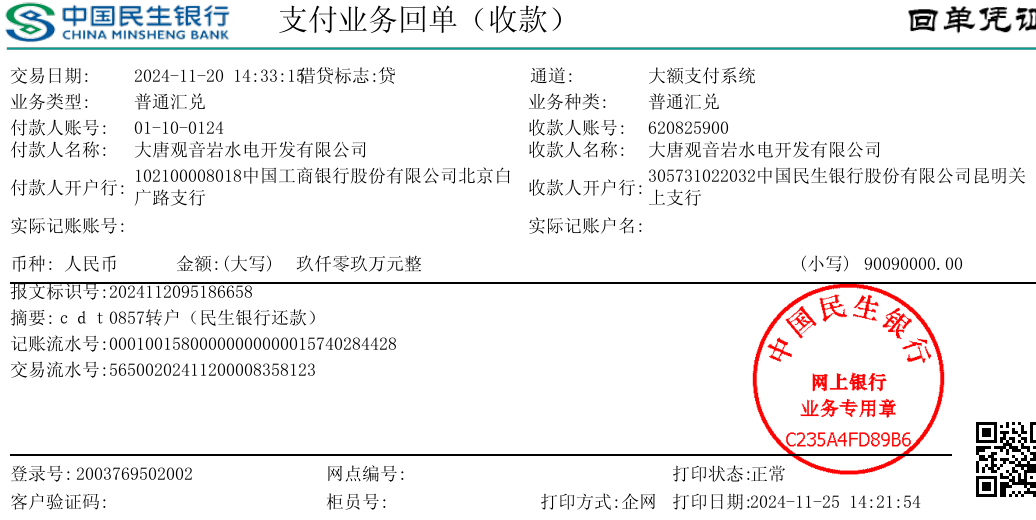 中国民生银行
CHINA MINSHENG BANK
支付业务回单（收款）
回单凭证
交易日期: 2024-11-20 14:33:15 借贷标志:贷 通道: 大额支付系统
业务类型: 普通汇兑 业务种类: 普通汇兑
付款人账号: 01-10-0124 收款人账号: 620825900
付款人名称: 大唐观音岩水电开发有限公司 收款人名称: 大唐观音岩水电开发有限公司
付款人开户行: 102100008018中国工商银行股份有限公司北京白
广路支行
收款人开户行: 305731022032中国民生银行股份有限公司昆明关
上支行
实际记账账号: 实际记账户名:
币种: 人民币 金额:(大写) 玖仟零玖万元整 (小写) 90090000.00
报文标识号:2024112095186658
摘要:ｃｄｔ0857转户（民生银行还款）
记账流水号:0001001580000000000015740284428
交易流水号:56500202411200008358123
中国民生银行
网上银行
业务专用章
C235A4FD89B6
登录号: 2003769502002 网点编号: 打印状态:正常
客户验证码: 柜员号: 打印方式:企网 打印日期:2024-11-25 14:21:54